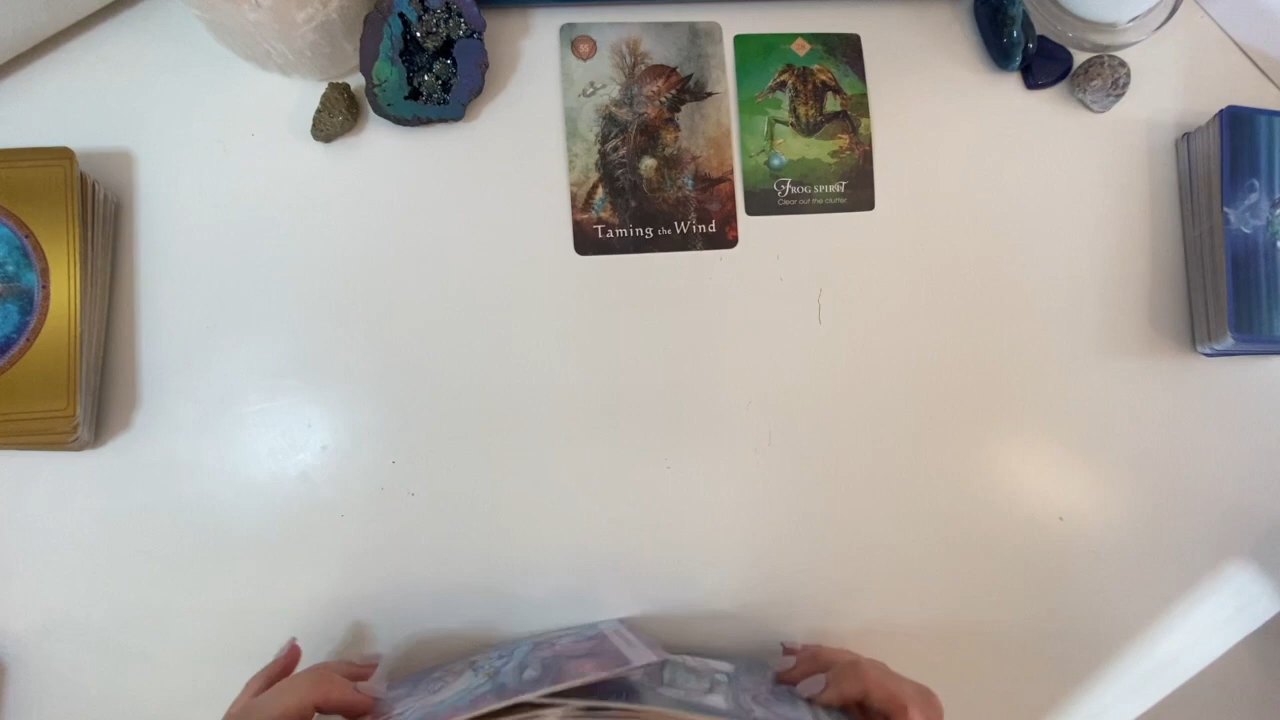 Taming the Wind
Frog Spirit
Clear out the clutter